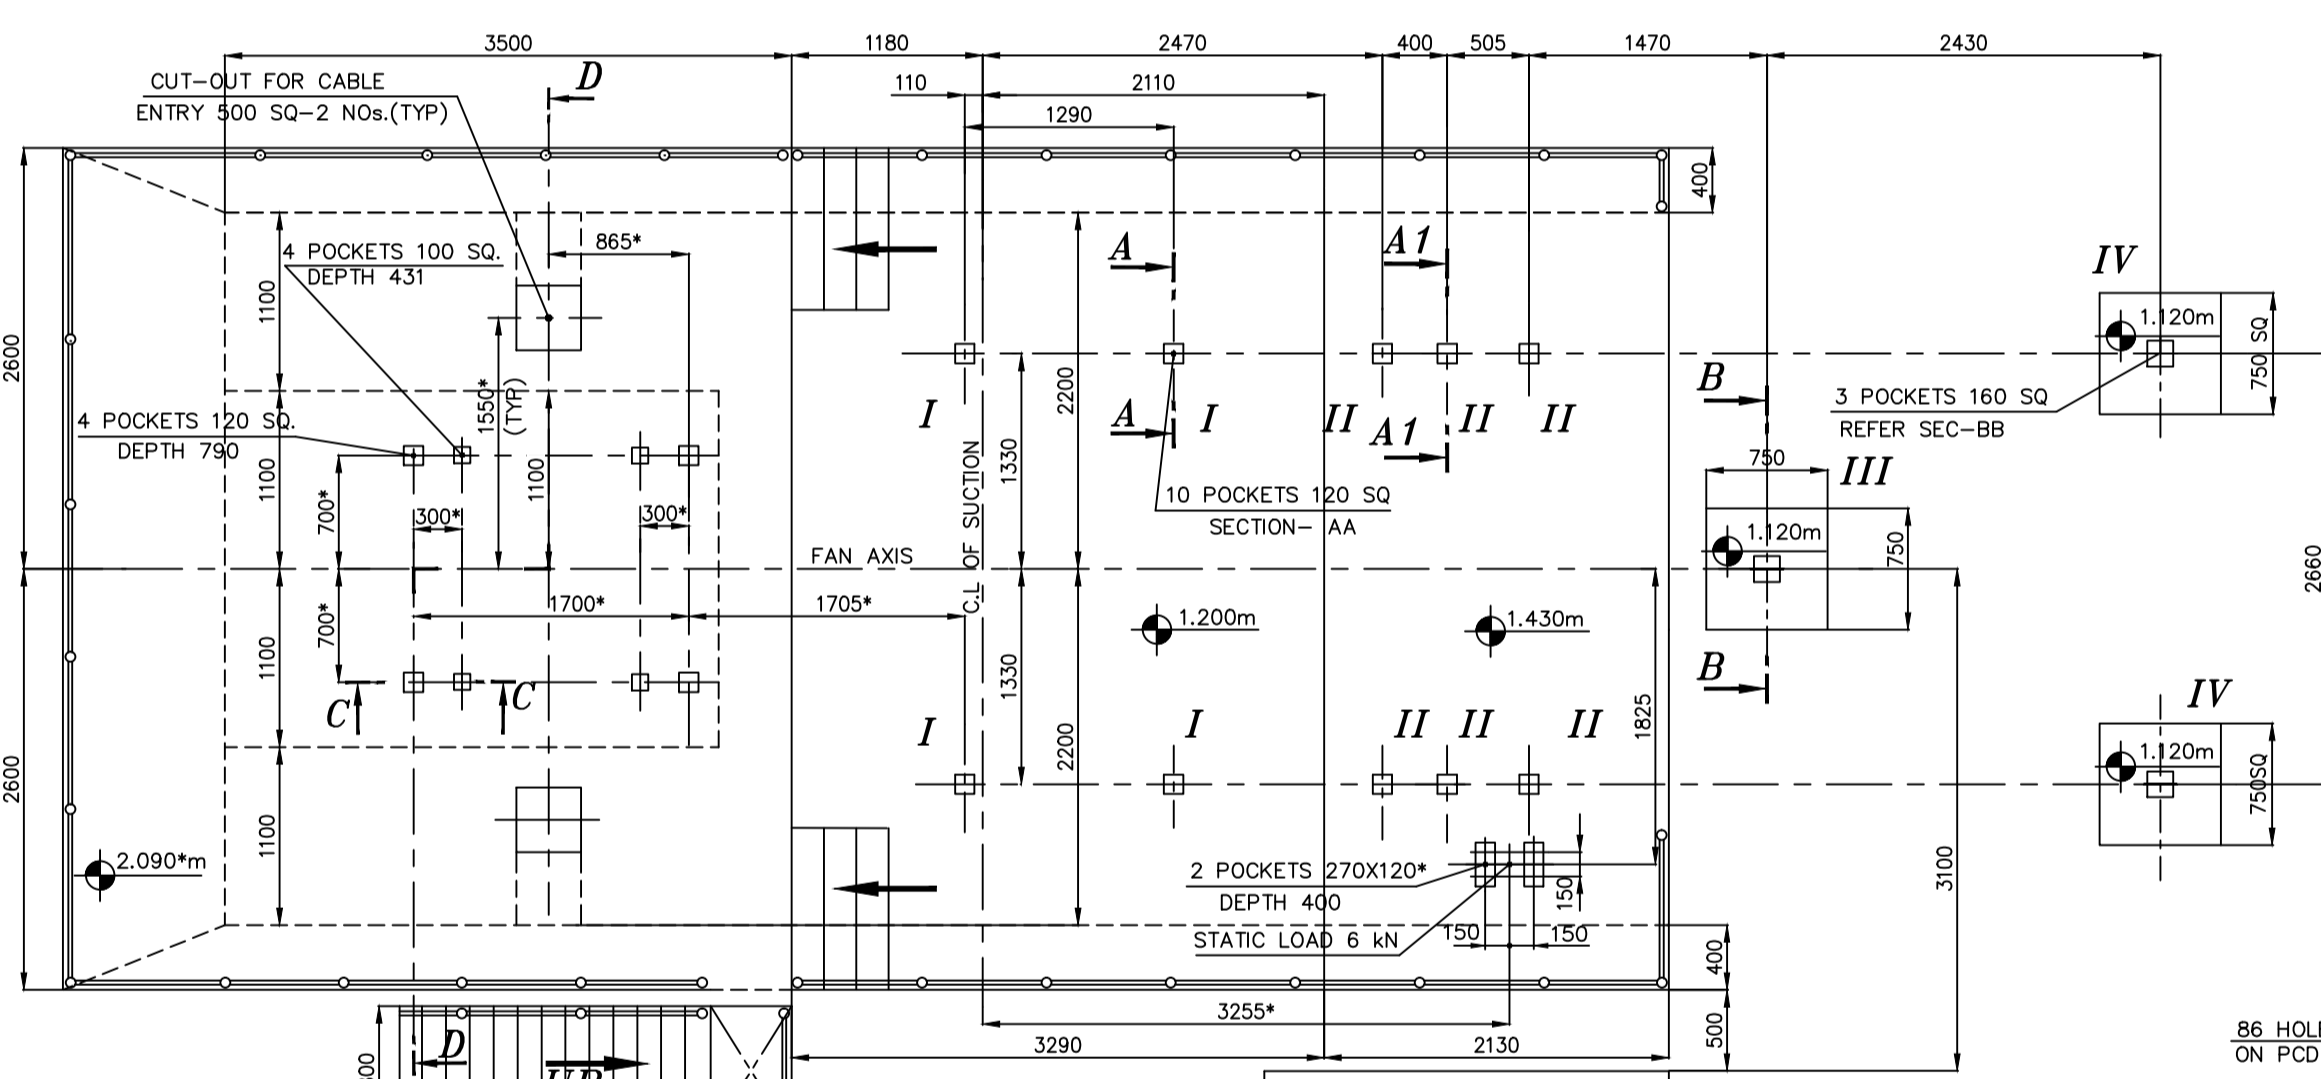 3500
1180
2470
400
505
1470
2430
CUT-OUT FOR CABLE
ENTRY 500 SQ-2 NOs.(TYP)
D
110
2110
1290
400
4 POCKETS 100 SQ.
DEPTH 431
865*
A
A1
IV
1.120m
750 SQ
1100
2600
1550*
(TYP)
2200
B
3 POCKETS 160 SQ
REFER SEC-BB
4 POCKETS 120 SQ.
DEPTH 790
I
A
I
II
A1
II
II
1100
1100
1330
C.L OF SUCTION
750
III
700*
300*
300*
10 POCKETS 120 SQ
SECTION- AA
1.120m
750
FAN AXIS
2660
1700*
1705*
1.200m
1.430m
700*
1100
1330
B
C
C
1825
IV
I
I
II
II
II
2200
1.120m
750SQ
2600
1100
2.090*m
2 POCKETS 270X120*
DEPTH 400
150
3100
STATIC LOAD 6 kN
150
150
400
3255*
500
3290
2130
D
UP
86 HOL
ON PCD